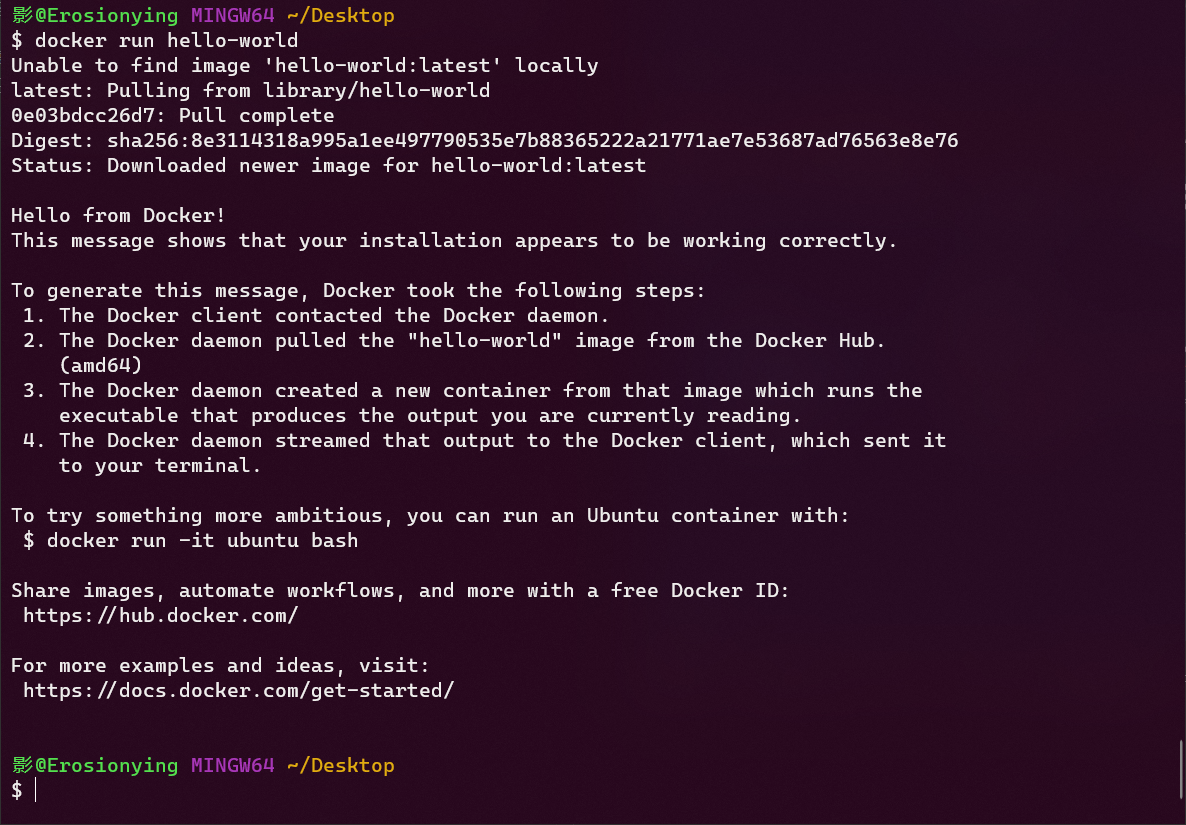 影@Erosionying MINGW64 ~/Desktop
$ docker run hello-world
Unable to find image 'hello-world:latest' locally
latest: Pulling from library/hello-world
0e03bdcc26d7: Pull complete
Digest: sha256:8e3114318a995a1ee497790535e7b88365222a21771ae7e53687ad76563e8e76
Status: Downloaded newer image for hello-world:latest

Hello from Docker!
This message shows that your installation appears to be working correctly.

To generate this message, Docker took the following steps:
 1. The Docker client contacted the Docker daemon.
 2. The Docker daemon pulled the "hello-world" image from the Docker Hub.
    (amd64)
 3. The Docker daemon created a new container from that image which runs the
    executable that produces the output you are currently reading.
 4. The Docker daemon streamed that output to the Docker client, which sent it
    to your terminal.

To try something more ambitious, you can run an Ubuntu container with:
 $ docker run -it ubuntu bash

Share images, automate workflows, and more with a free Docker ID:
 https://hub.docker.com/

For more examples and ideas, visit:
 https://docs.docker.com/get-started/

影@Erosionying MINGW64 ~/Desktop
$